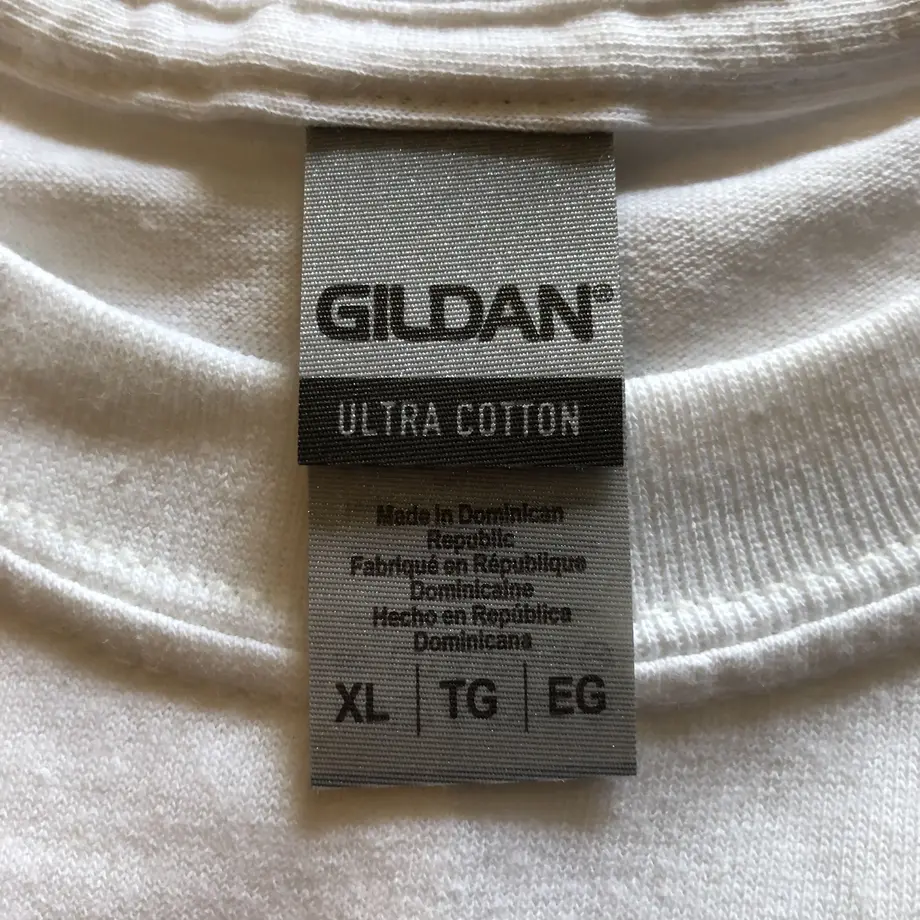 GILDAN®
ULTRA COTTON
Made in Dominican
Republic
Fabriqué en République
Dominicaine
Hecho en República
Dominicana
XL | TG | EG